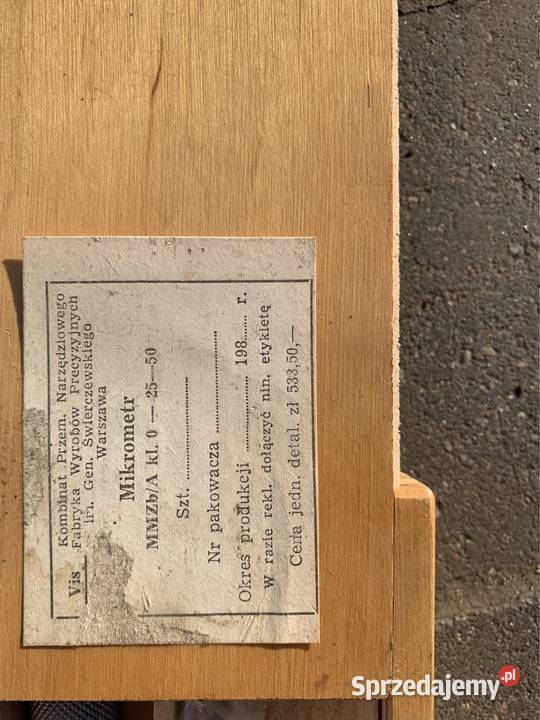 Kombinat Przem. Narzędziowego
Vis Fabryka Wyrobów Precyzyjnych
im. Gen. Świerczewskiego
Warszawa
Mikrometr
MMZb/A kl. 0 — 25—50
Szt. ....................
Nr pakowacza ....................
Okres produkcji .................... 198...... r.
W razie rekl. dołączyć nin. etykietę
Cena jedn. detal. zł 533,50,—
Sprzedajemy.pl